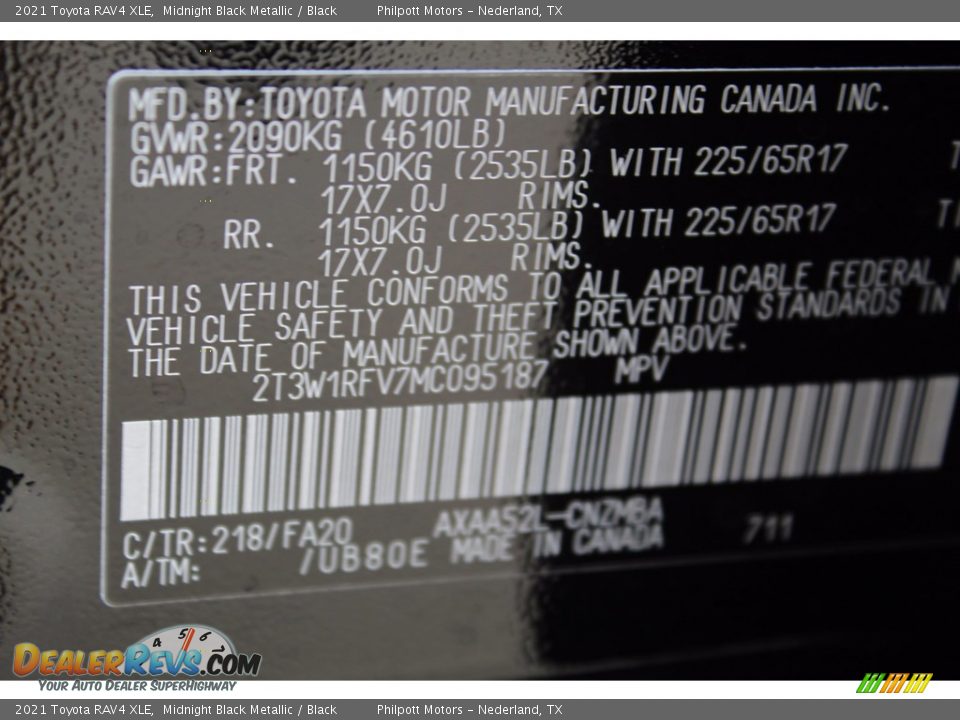 2021 Toyota RAV4 XLE, Midnight Black Metallic / Black Philpott Motors - Nederland, TX
MFD.BY:TOYOTA MOTOR MANUFACTURING CANADA INC.
GVWR:2090KG (4610LB)
GAWR:FRT. 1150KG (2535LB) WITH 225/65R17
17X7.0J RIMS.
RR. 1150KG (2535LB) WITH 225/65R17
17X7.0J RIMS.
THIS VEHICLE CONFORMS TO ALL APPLICABLE FEDERAL
VEHICLE SAFETY AND THEFT PREVENTION STANDARDS IN
THE DATE OF MANUFACTURE SHOWN ABOVE.
2T3W1RFV7MC095187 MPV
C/TR:218/FA20 AXAA52L-CNZMBA 711
A/TM: /UB80E MADE IN CANADA
4 5 6
DEALERREVS.COM
YOUR AUTO DEALER SUPERHIGHWAY
2021 Toyota RAV4 XLE, Midnight Black Metallic / Black Philpott Motors - Nederland, TX